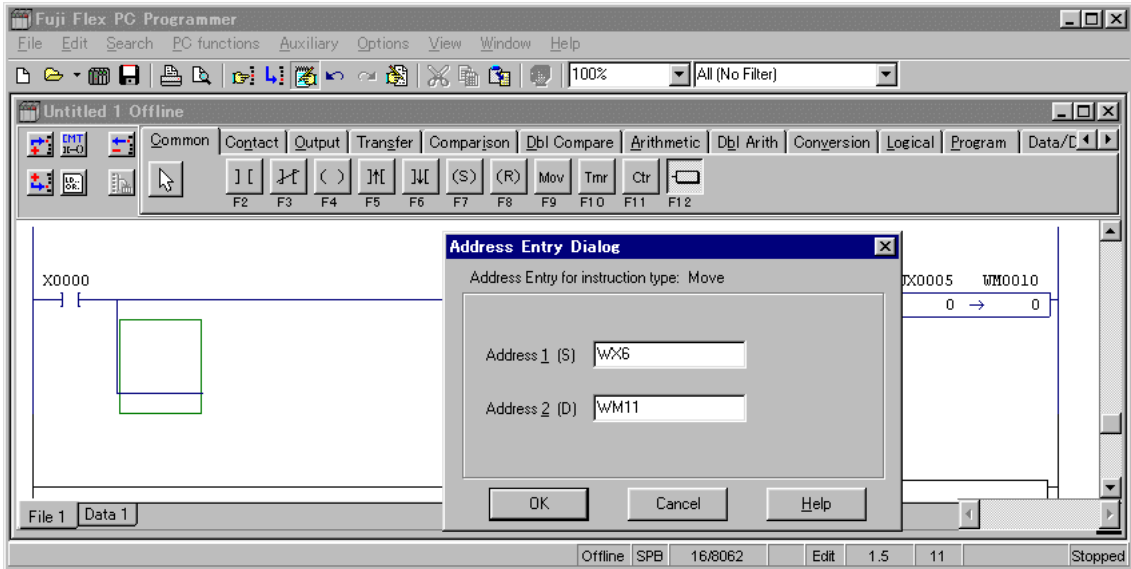 Fuji Flex PC Programmer
File Edit Search PC functions Auxiliary Options View Window Help
100% All (No Filter)
Untitled 1 Offline
CMT
Common Contact Output Transfer Comparison Dbl Compare Arithmetic Dbl Arith Conversion Logical Program Data/D
(S) (R) Mov Tmr Ctr
F2 F3 F4 F5 F6 F7 F8 F9 F10 F11 F12
Address Entry Dialog
Address Entry for instruction type: Move
X0000
X0005 WM0010
0 → 0
Address 1 (S) WX6
Address 2 (D) WM11
OK Cancel Help
File 1 Data 1
Offline SPB 16/8062 Edit 1.5 11 Stopped